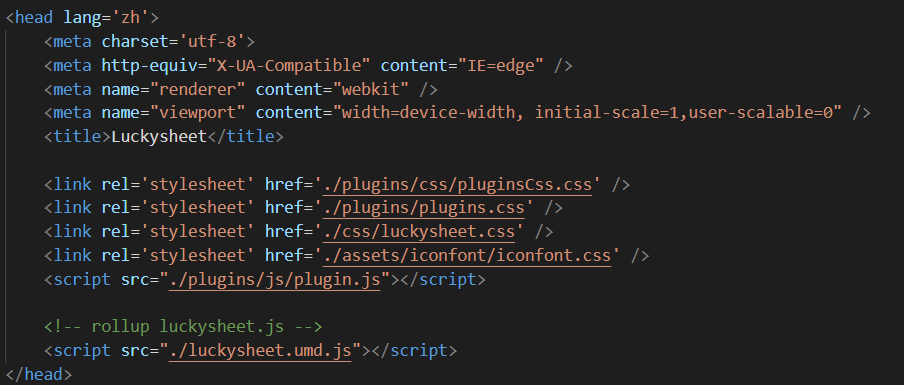 <head lang='zh'>
<meta charset='utf-8'>
<meta http-equiv="X-UA-Compatible" content="IE=edge" />
<meta name="renderer" content="webkit" />
<meta name="viewport" content="width=device-width, initial-scale=1,user-scalable=0" />
<title>Luckysheet</title>
<link rel='stylesheet' href='./plugins/css/pluginsCss.css' />
<link rel='stylesheet' href='./plugins/plugins.css' />
<link rel='stylesheet' href='./css/luckysheet.css' />
<link rel='stylesheet' href='./assets/iconfont/iconfont.css' />
<script src="./plugins/js/plugin.js"></script>
<!-- rollup luckysheet.js -->
<script src="./luckysheet.umd.js"></script>
</head>